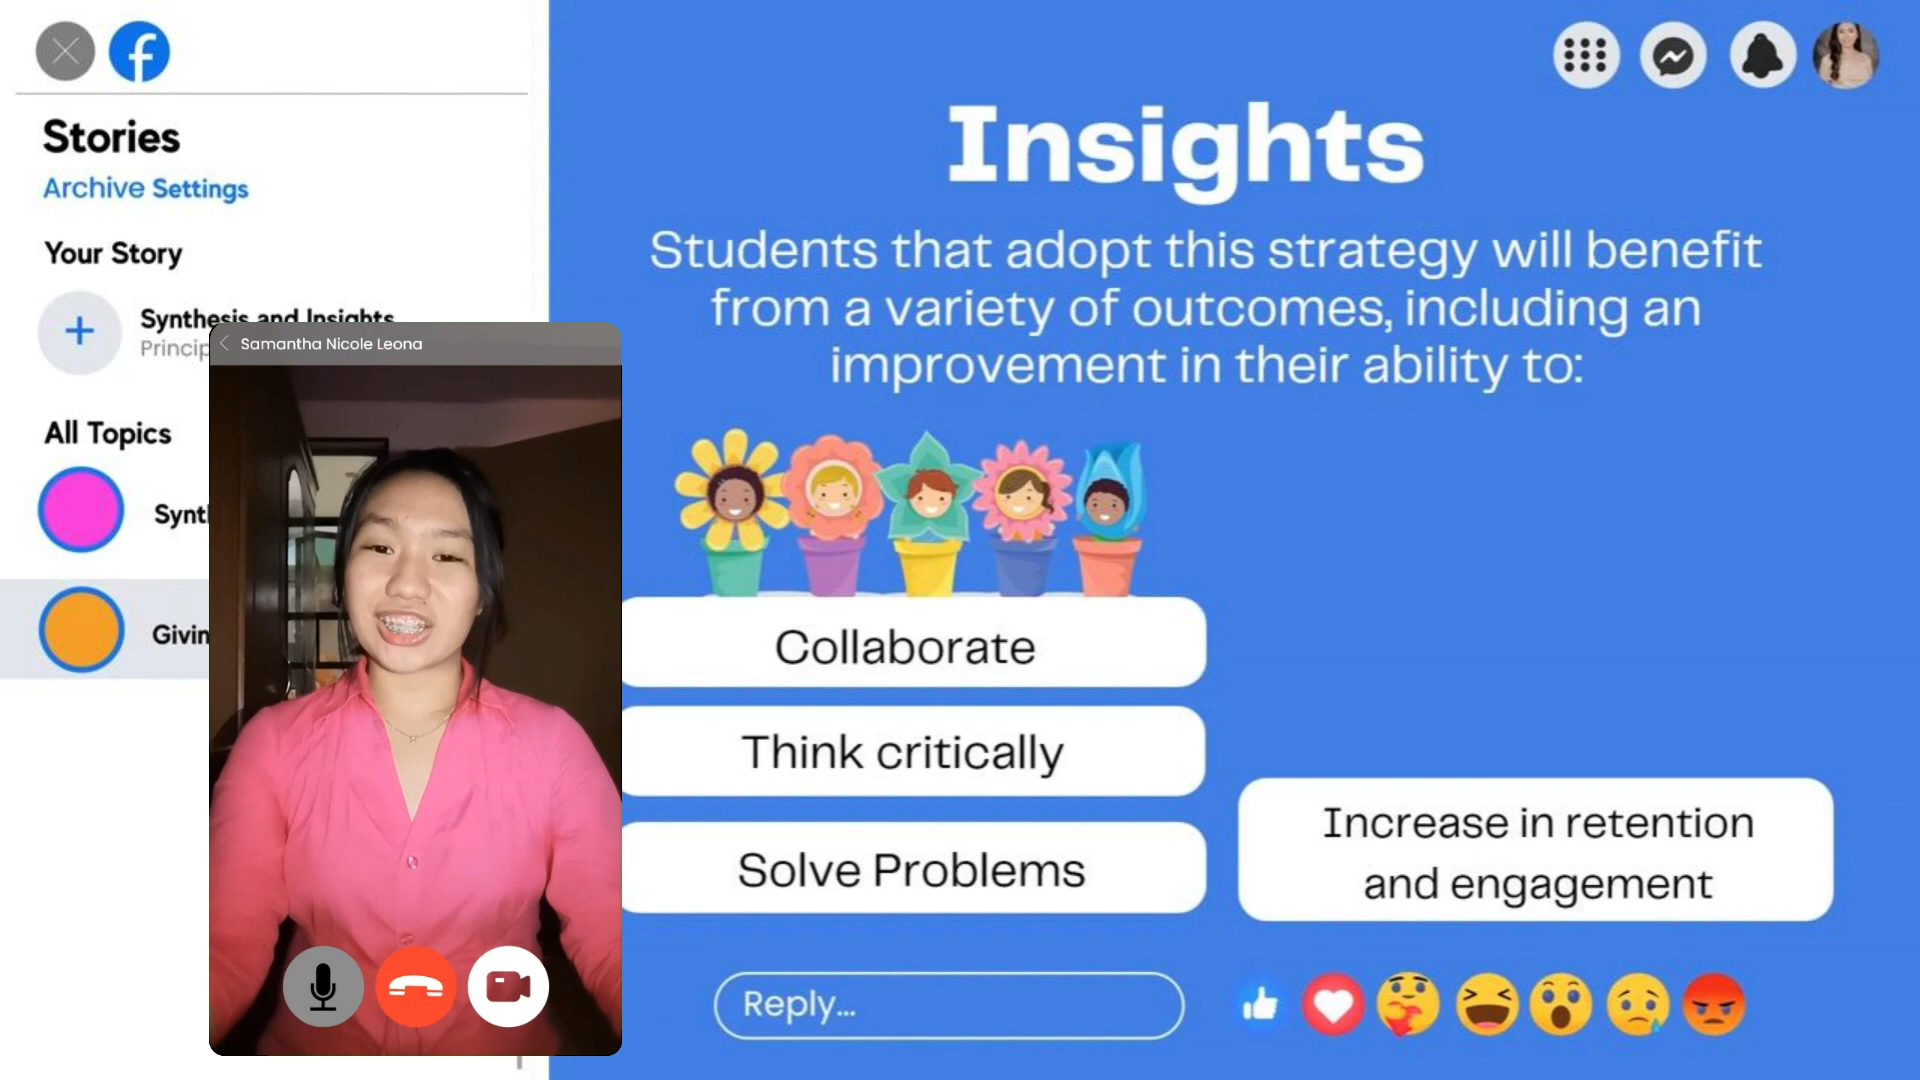 Stories
Archive Settings
Your Story
Synthesis and Insights
All Topics
Samantha Nicole Leona
Insights
Students that adopt this strategy will benefit
from a variety of outcomes, including an
improvement in their ability to:
Collaborate
Think critically
Solve Problems
Increase in retention
and engagement
Reply...